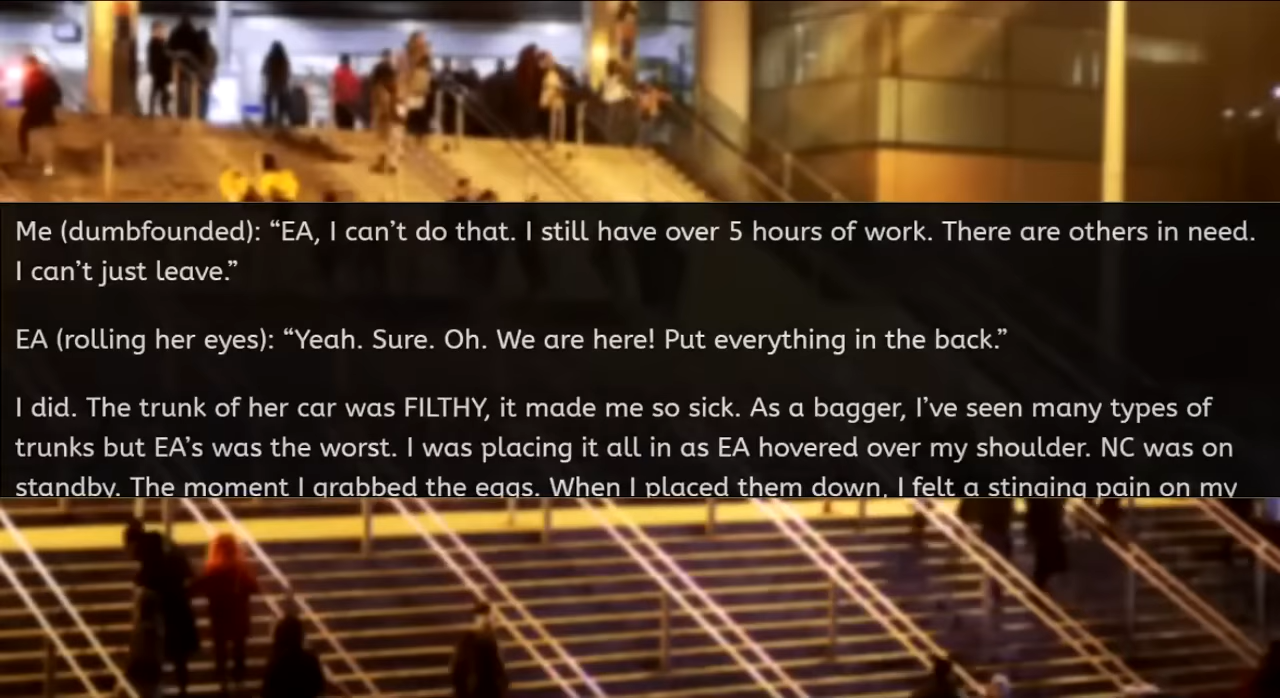 Me (dumbfounded): “EA, I can’t do that. I still have over 5 hours of work. There are others in need.
I can’t just leave.”
EA (rolling her eyes): “Yeah. Sure. Oh. We are here! Put everything in the back.”
I did. The trunk of her car was FILTHY, it made me so sick. As a bagger, I’ve seen many types of
trunks but EA’s was the worst. I was placing it all in as EA hovered over my shoulder. NC was on
standby. The moment I grabbed the eggs. When I placed them down, I felt a stinging pain on my